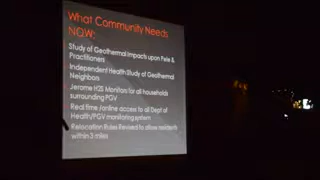 What Community Needs
NOW:
Study of Geothermal Impacts upon Pele &
Practitioners
Independent Health Study of Geothermal
Neighbors
Jerome H2S Monitors for all households
surrounding PGV
Real time /online access to all Dept of
Health/PGV monitoring system
Relocation Rules Revised to allow residents
within 3 miles